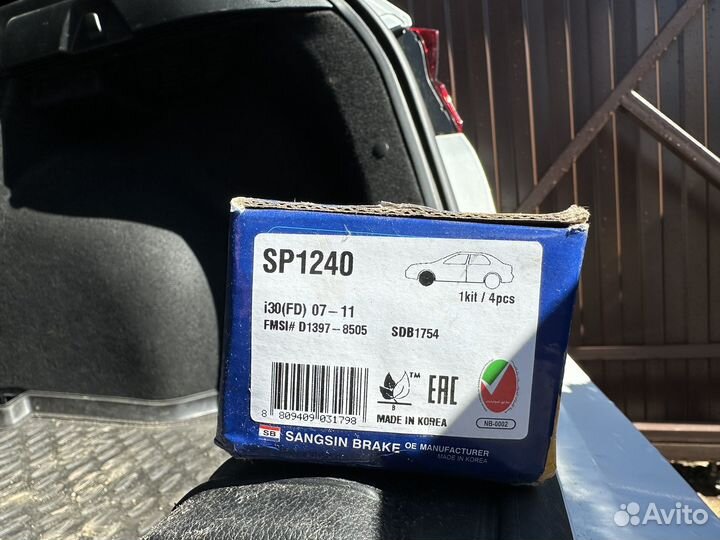 SP1240
1kit / 4pcs
i30(FD) 07-11
FMSI# D1397-8505 SDB1754
TM
B
EAC
8 809409 031798
MADE IN KOREA
NB-0002
SB SANGSIN BRAKE OE MANUFACTURER
MADE IN KOREA
Avito